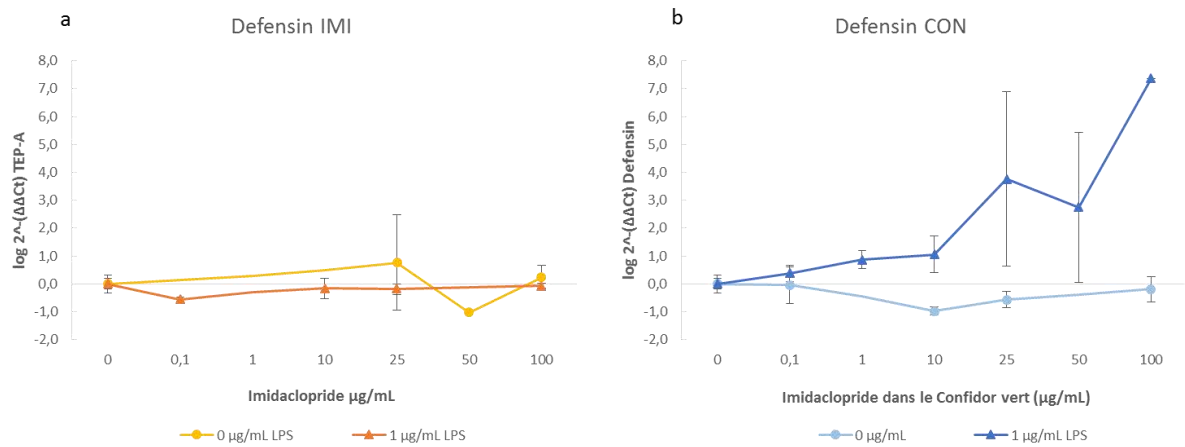 a
Defensin IMI
log 2^-(ΔΔCt) TEP-A
8,0
7,0
6,0
5,0
4,0
3,0
2,0
1,0
0,0
-1,0
-2,0
0 0,1 1 10 25 50 100
Imidaclopride µg/mL
0 µg/mL LPS 1 µg/mL LPS
b
Defensin CON
log 2^-(ΔΔCt) Defensin
8,0
7,0
6,0
5,0
4,0
3,0
2,0
1,0
0,0
-1,0
-2,0
0 0,1 1 10 25 50 100
Imidaclopride dans le Confidor vert (µg/mL)
0 µg/mL 1 µg/mL LPS